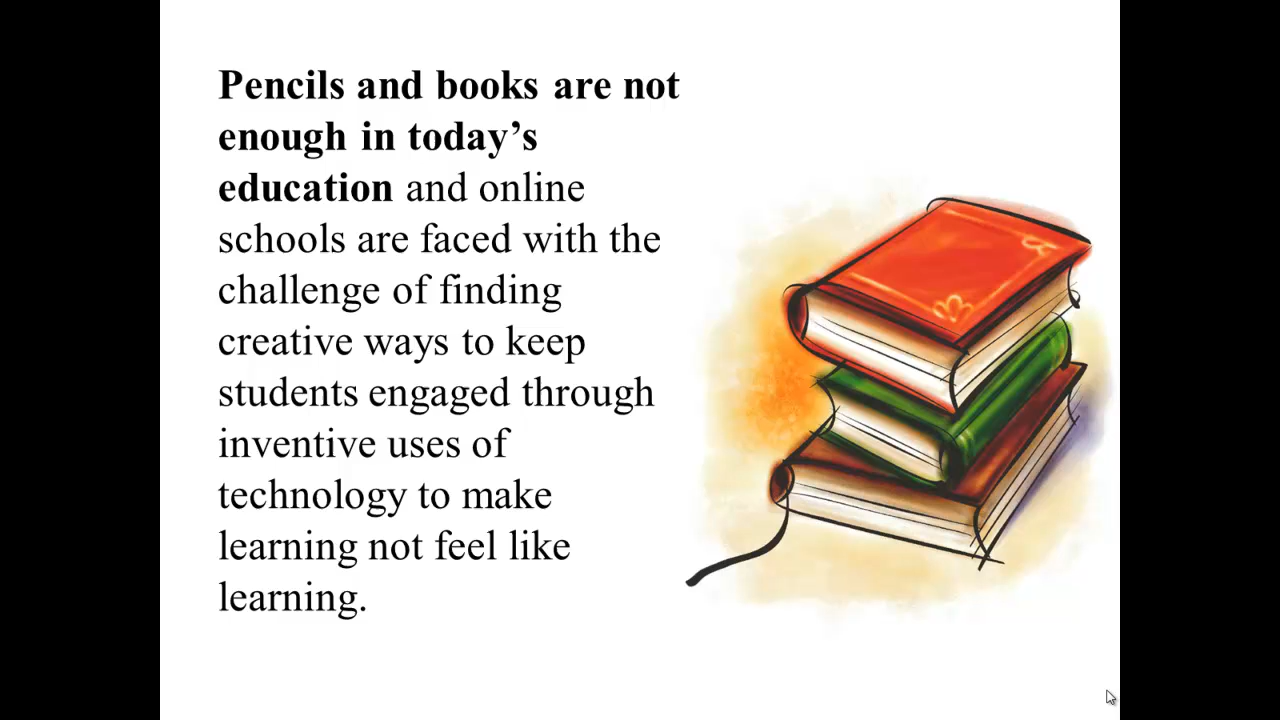 Pencils and books are not
enough in today’s
education and online
schools are faced with the
challenge of finding
creative ways to keep
students engaged through
inventive uses of
technology to make
learning not feel like
learning.